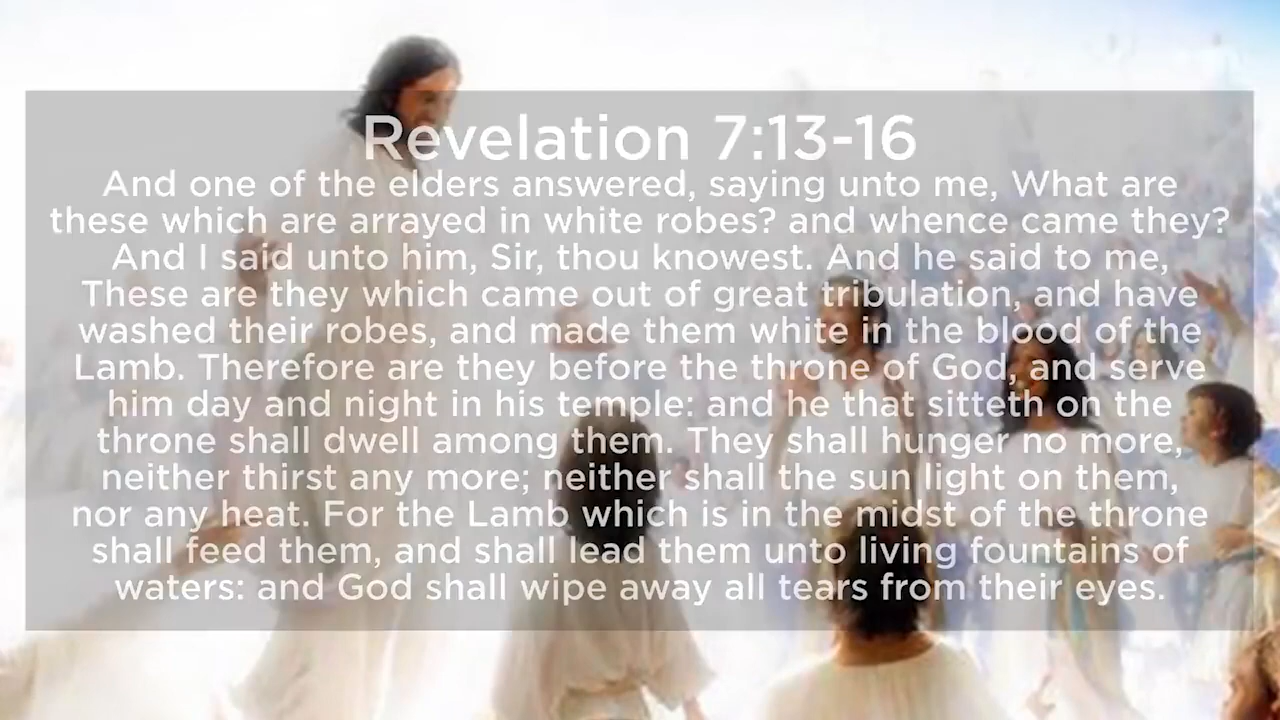 Revelation 7:13-16
And one of the elders answered, saying unto me, What are
these which are arrayed in white robes? and whence came they?
And I said unto him, Sir, thou knowest. And he said to me,
These are they which came out of great tribulation, and have
washed their robes, and made them white in the blood of the
Lamb. Therefore are they before the throne of God, and serve
him day and night in his temple: and he that sitteth on the
throne shall dwell among them. They shall hunger no more,
neither thirst any more; neither shall the sun light on them,
nor any heat. For the Lamb which is in the midst of the throne
shall feed them, and shall lead them unto living fountains of
waters: and God shall wipe away all tears from their eyes.